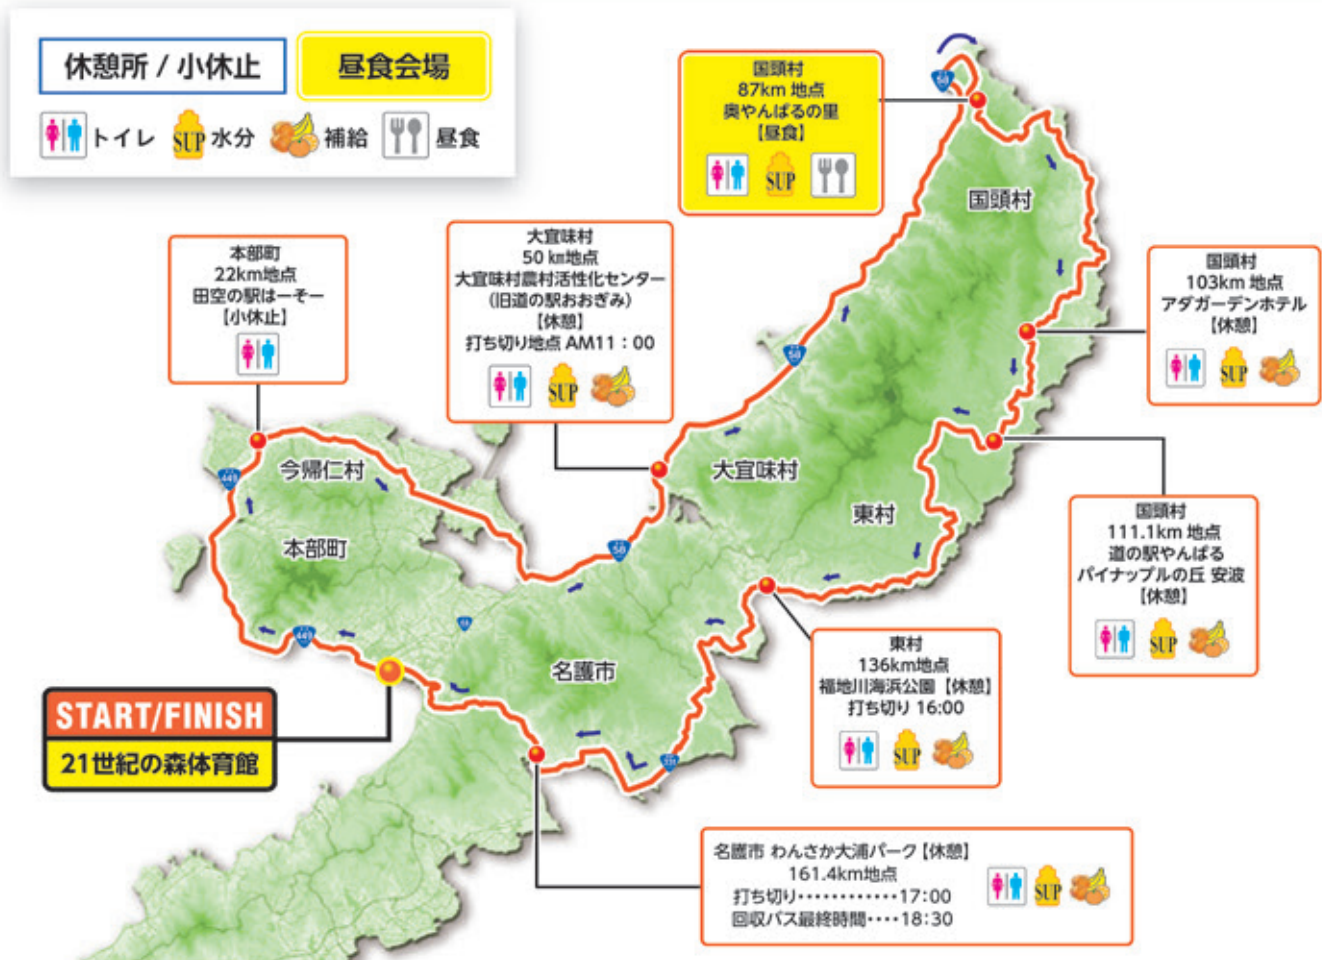 休憩所 / 小休止
昼食会場
トイレ
SUP
水分
補給
昼食
国頭村
87km 地点
奥やんばるの里
【昼食】
SUP
58
国頭村
本部町
22km地点
田空の駅はーそー
【小休止】
大宜味村
50 ㎞地点
大宜味村農村活性化センター
（旧道の駅おおぎみ）
【休憩】
打ち切り地点 AM11：00
SUP
国頭村
103km 地点
アダガーデンホテル
【休憩】
SUP
58
449
今帰仁村
大宜味村
東村
本部町
58
国頭村
111.1km 地点
道の駅やんばる
パイナップルの丘 安波
【休憩】
SUP
449
名護市
東村
136km地点
福地川海浜公園【休憩】
打ち切り 16:00
SUP
START/FINISH
21世紀の森体育館
331
名護市 わんさか大浦パーク【休憩】
161.4km地点
打ち切り‥‥‥‥‥‥17:00
回収バス最終時間‥‥18:30
SUP